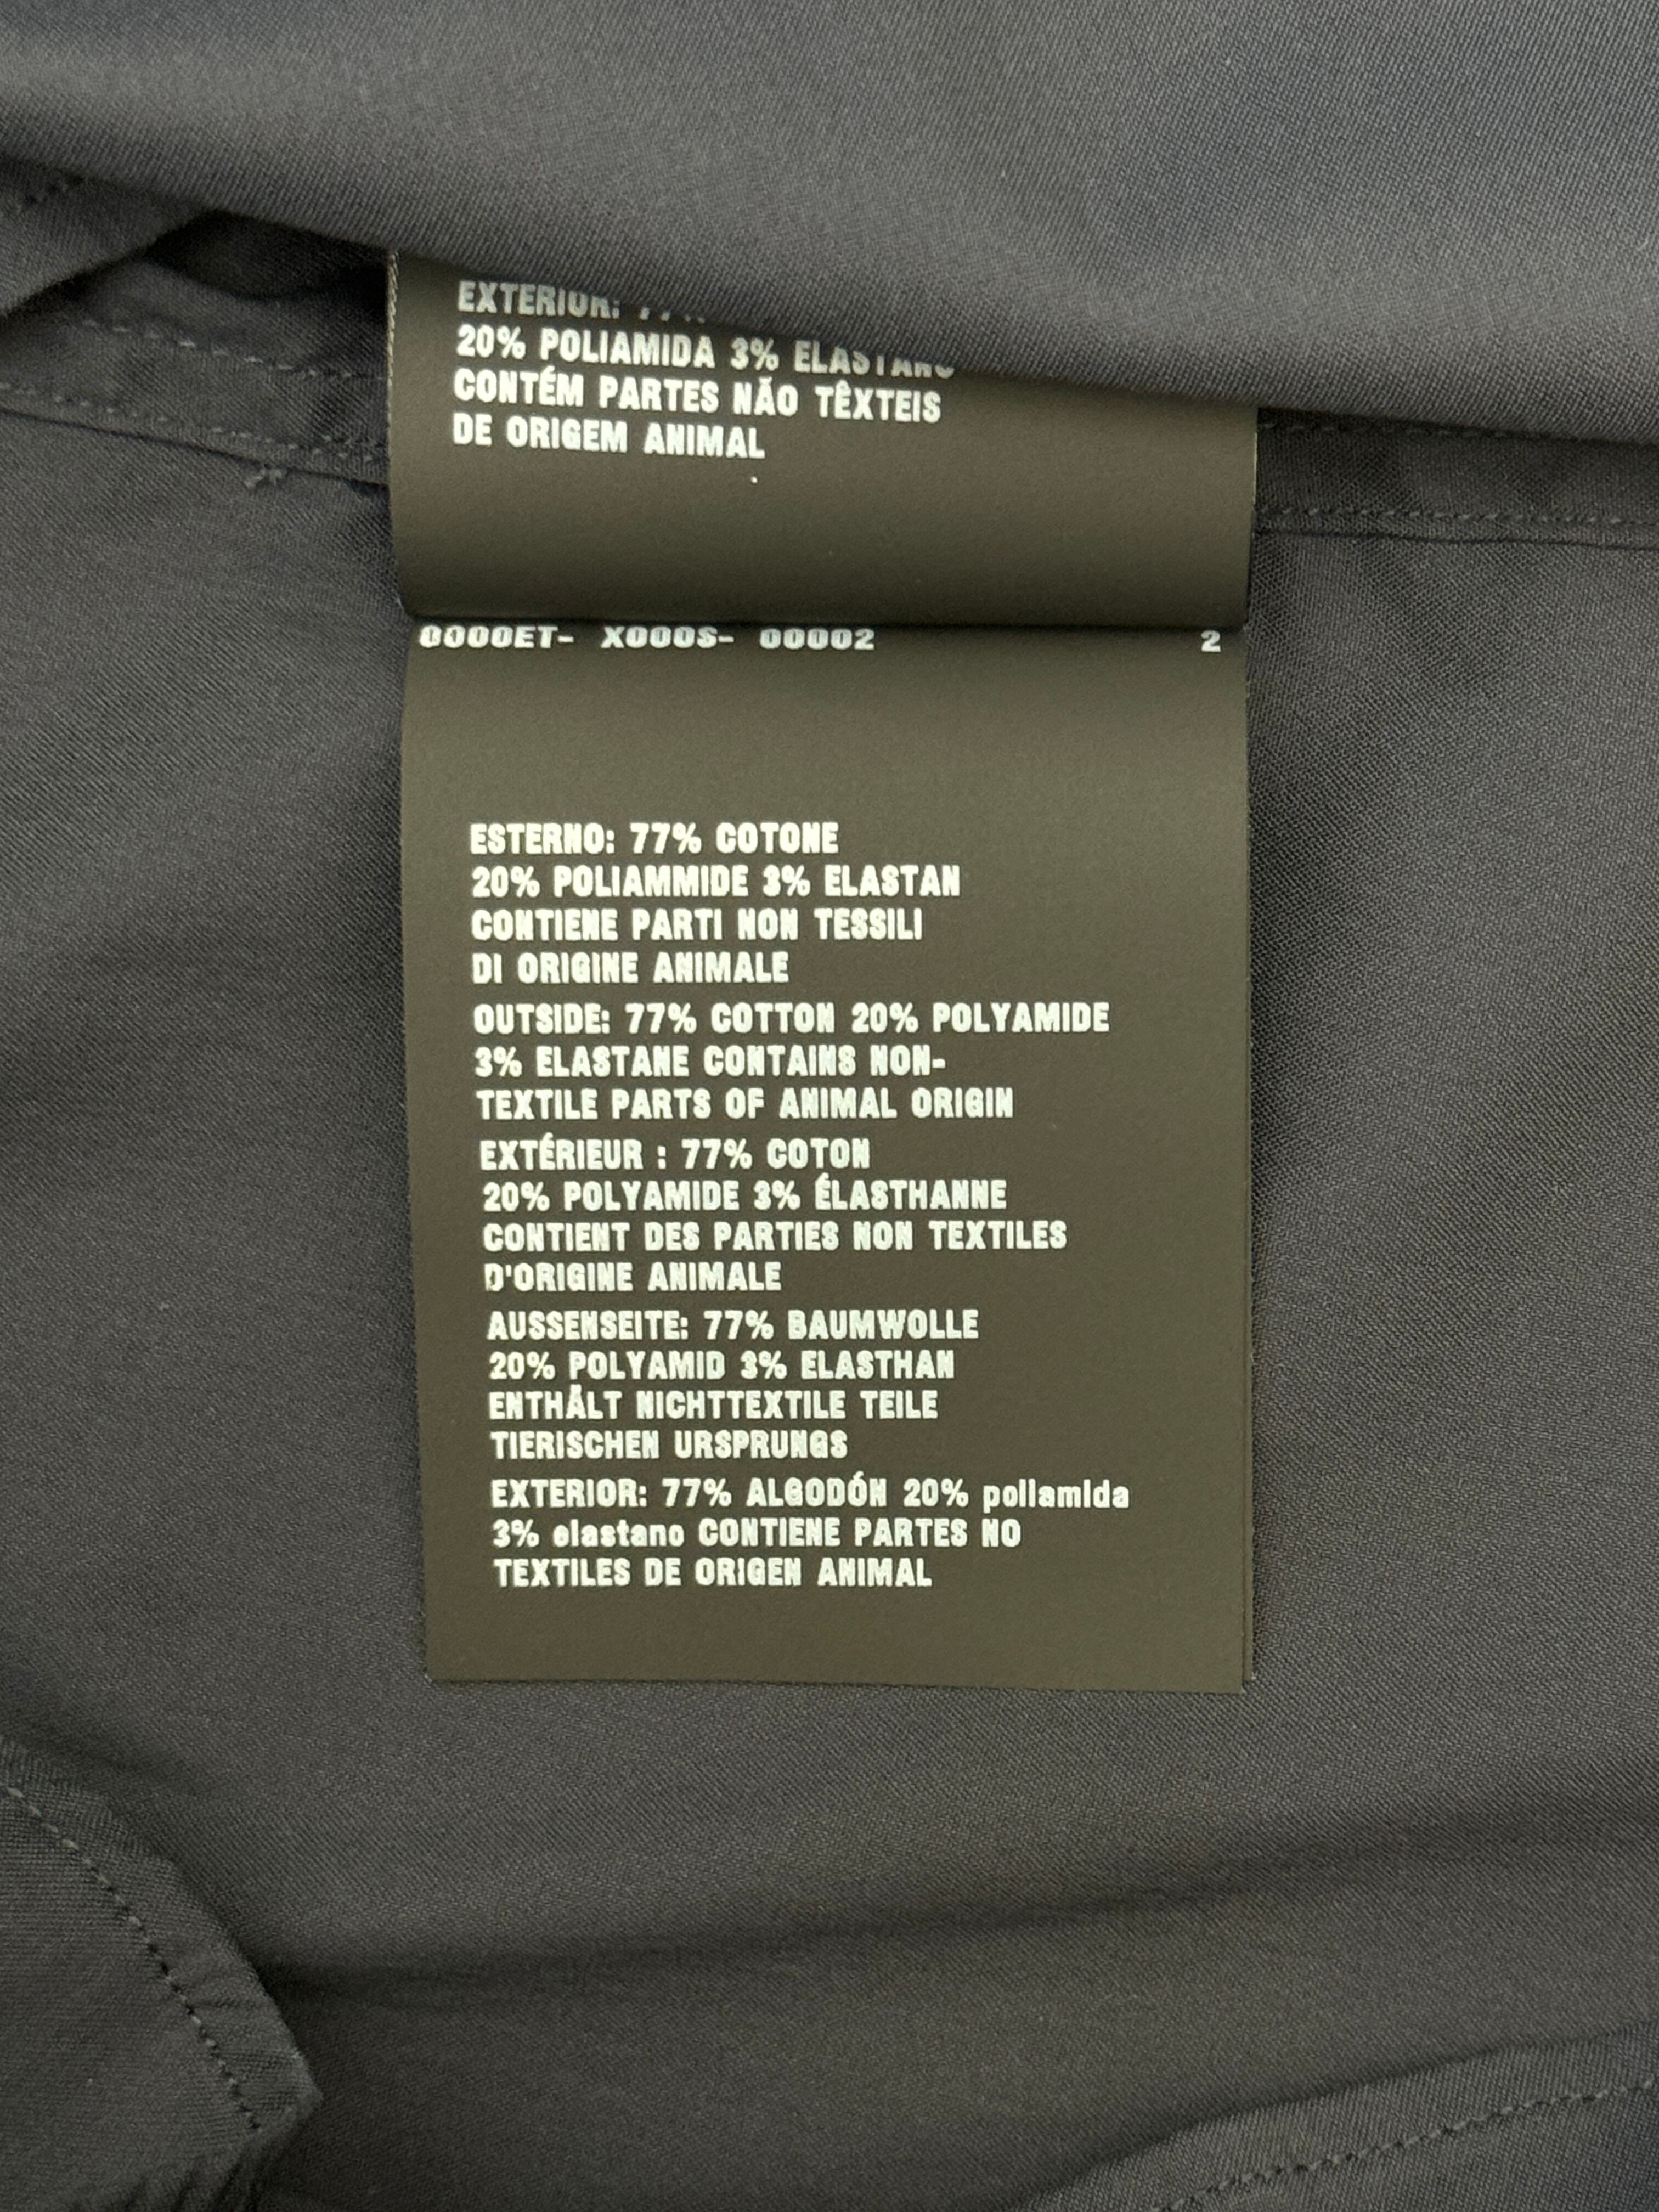 EXTERIOR: 77%
20% POLIAMIDA 3% ELASTANO
CONTÉM PARTES NÃO TÊXTEIS
DE ORIGEM ANIMAL
0000ET- X000S- 00002 2
ESTERNO: 77% COTONE
20% POLIAMMIDE 3% ELASTAN
CONTIENE PARTI NON TESSILI
DI ORIGINE ANIMALE
OUTSIDE: 77% COTTON 20% POLYAMIDE
3% ELASTANE CONTAINS NON-
TEXTILE PARTS OF ANIMAL ORIGIN
EXTÉRIEUR : 77% COTON
20% POLYAMIDE 3% ÉLASTHANNE
CONTIENT DES PARTIES NON TEXTILES
D'ORIGINE ANIMALE
AUSSENSEITE: 77% BAUMWOLLE
20% POLYAMID 3% ELASTHAN
ENTHÄLT NICHTTEXTILE TEILE
TIERISCHEN URSPRUNGS
EXTERIOR: 77% ALGODÓN 20% poliamida
3% elastano CONTIENE PARTES NO
TEXTILES DE ORIGEN ANIMAL